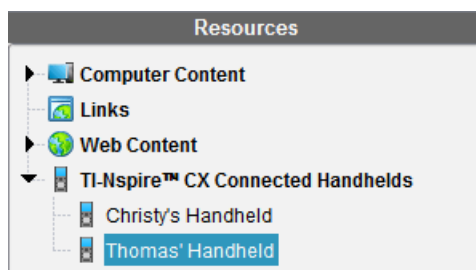 Resources
Computer Content
Links
Web Content
TI-Nspire™ CX Connected Handhelds
Christy's Handheld
Thomas' Handheld